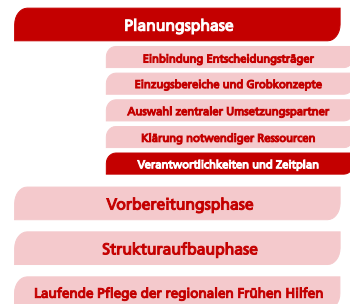 Planungsphase
Einbindung Entscheidungsträger
Einzugsbereiche und Grobkonzepte
Auswahl zentraler Umsetzungspartner
Klärung notwendiger Ressourcen
Verantwortlichkeiten und Zeitplan
Vorbereitungsphase
Strukturaufbauphase
Laufende Pflege der regionalen Frühen Hilfen